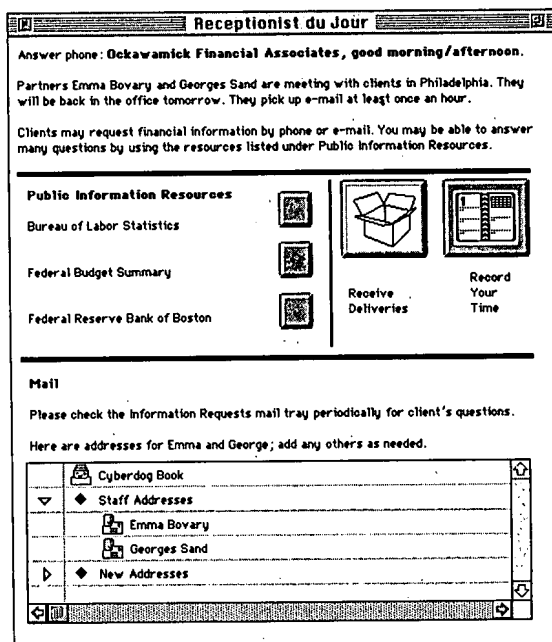 Receptionist du Jour
Answer phone: Ockawamick Financial Associates, good morning/afternoon.
Partners Emma Bovary and Georges Sand are meeting with clients in Philadelphia. They
will be back in the office tomorrow. They pick up e-mail at least once an hour.
Clients may request financial information by phone or e-mail. You may be able to answer
many questions by using the resources listed under Public Information Resources.
Public Information Resources
Bureau of Labor Statistics
Federal Budget Summary
Federal Reserve Bank of Boston
Receive
Deliveries
Record
Your
Time
Mail
Please check the Information Requests mail tray periodically for client's questions.
Here are addresses for Emma and George; add any others as needed.
Cyberdog Book
Staff Addresses
Emma Bovary
Georges Sand
New Addresses